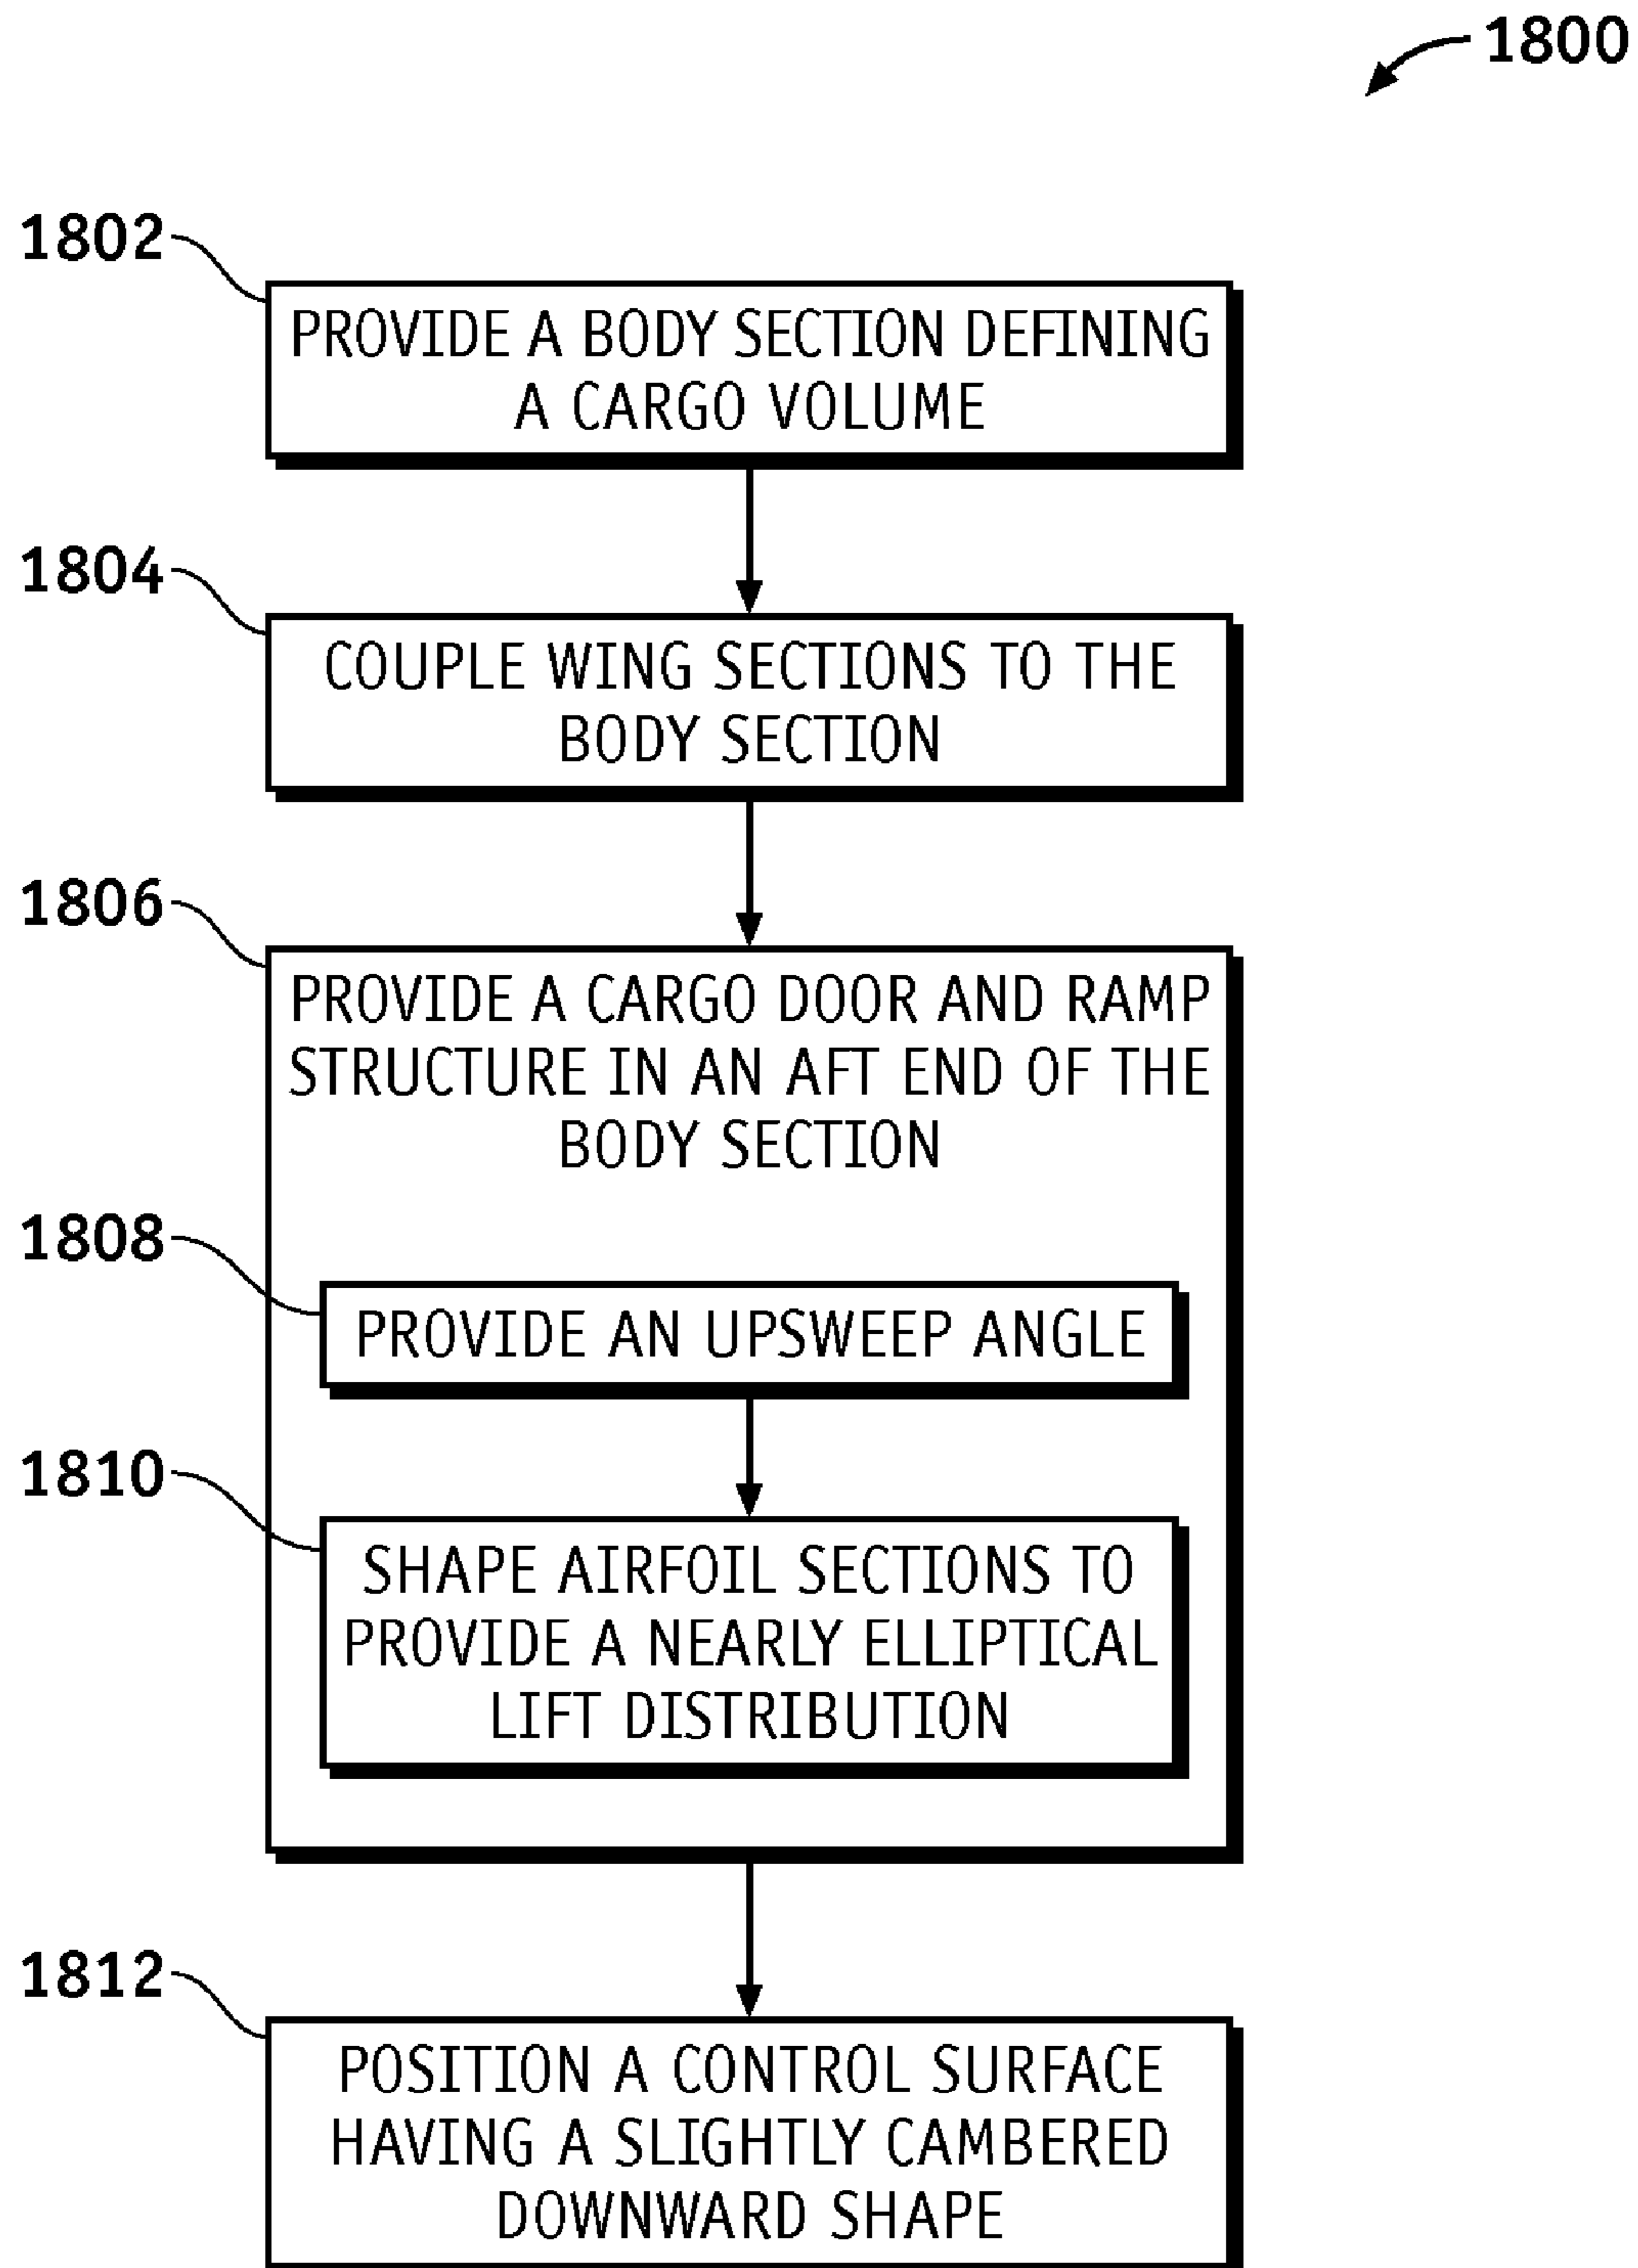 1800
1802
PROVIDE A BODY SECTION DEFINING
A CARGO VOLUME
1804
COUPLE WING SECTIONS TO THE
BODY SECTION
1806
PROVIDE A CARGO DOOR AND RAMP
STRUCTURE IN AN AFT END OF THE
BODY SECTION
1808
PROVIDE AN UPSWEEP ANGLE
1810
SHAPE AIRFOIL SECTIONS TO
PROVIDE A NEARLY ELLIPTICAL
LIFT DISTRIBUTION
1812
POSITION A CONTROL SURFACE
HAVING A SLIGHTLY CAMBERED
DOWNWARD SHAPE